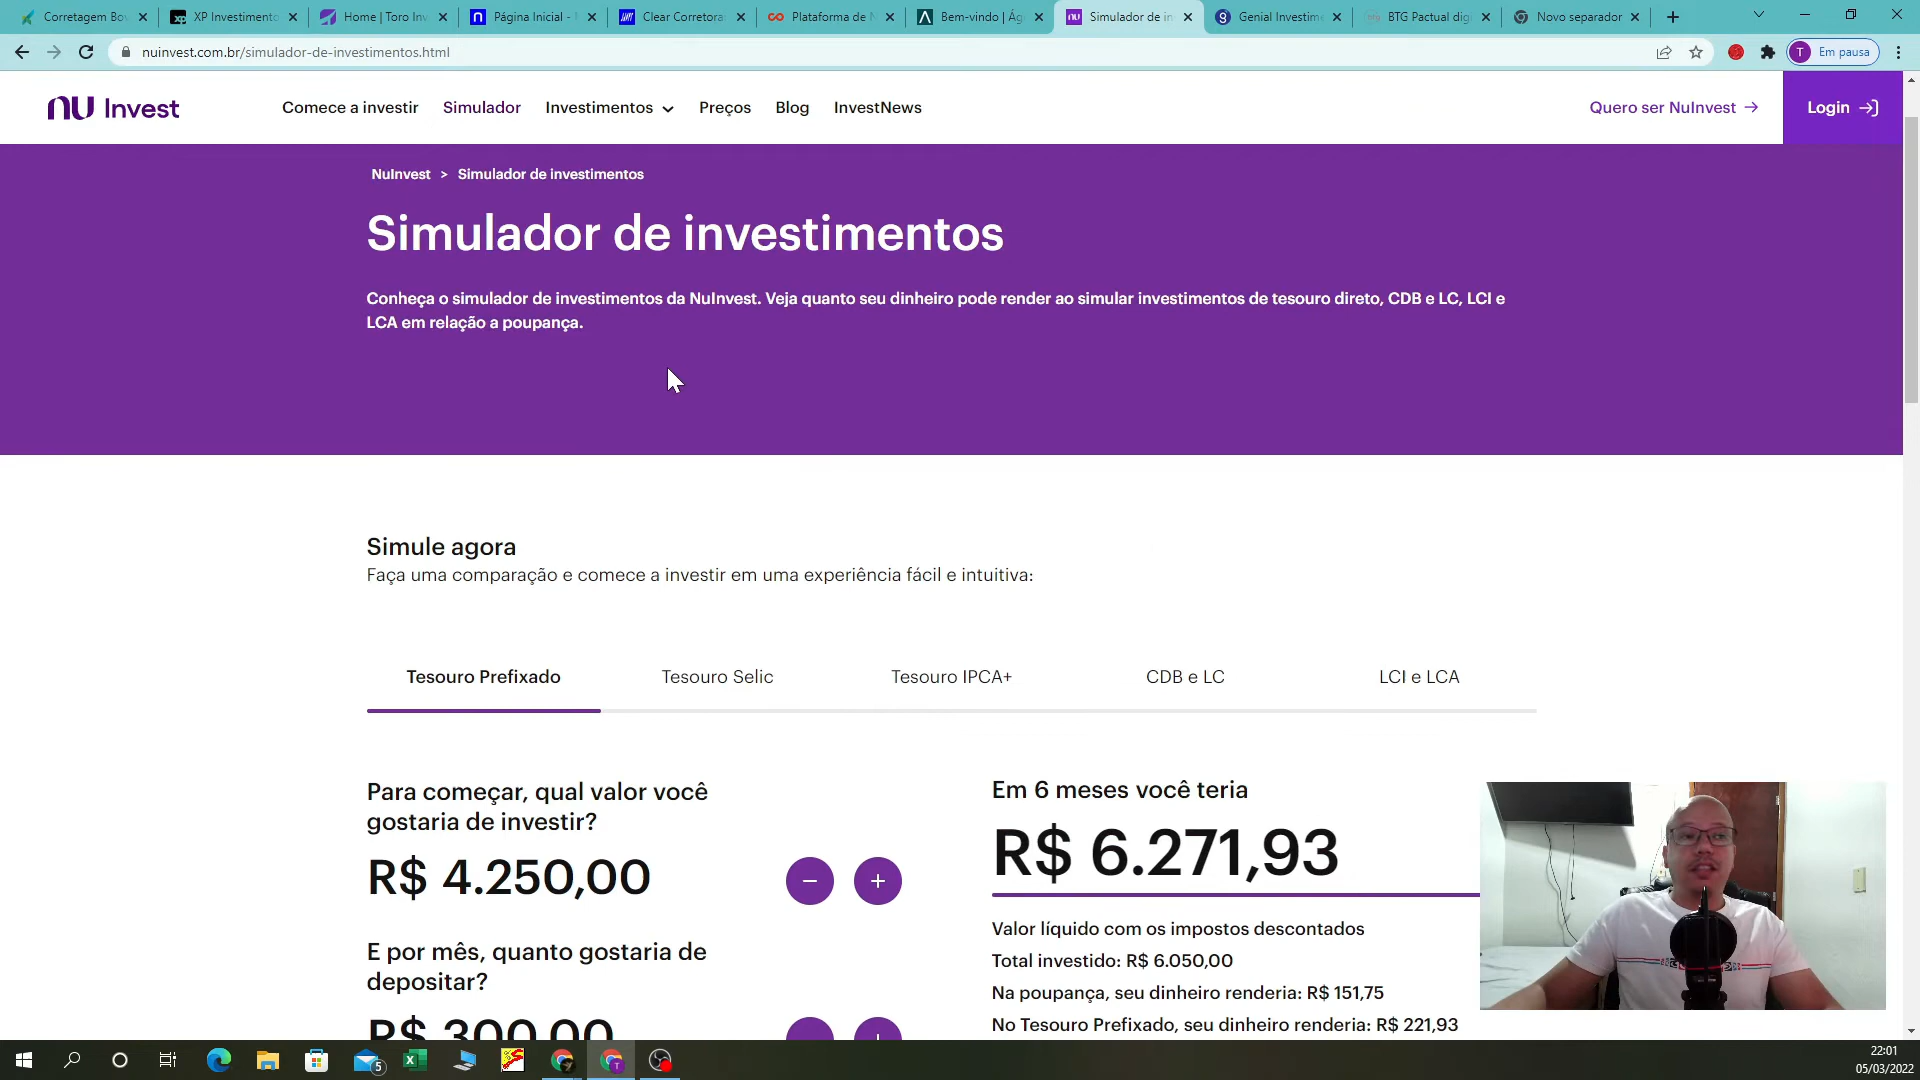 Corretagem Bo
XP Investimento
Home | Toro Inv
Página Inicial -
Clear Corretora
Plataforma de N
Bem-vindo | Ág
Simulador de in
Genial Investime
BTG Pactual digi
Novo separador
nuinvest.com.br/simulador-de-investimentos.html
T Em pausa
nu Invest
Comece a investir
Simulador
Investimentos
Preços
Blog
InvestNews
Quero ser NuInvest →
Login
NuInvest > Simulador de investimentos
Simulador de investimentos
Conheça o simulador de investimentos da NuInvest. Veja quanto seu dinheiro pode render ao simular investimentos de tesouro direto, CDB e LC, LCI e
LCA em relação a poupança.
Simule agora
Faça uma comparação e comece a investir em uma experiência fácil e intuitiva:
Tesouro Prefixado
Tesouro Selic
Tesouro IPCA+
CDB e LC
LCI e LCA
Para começar, qual valor você
gostaria de investir?
R$ 4.250,00
− +
E por mês, quanto gostaria de
depositar?
R$ 300,00
Em 6 meses você teria
R$ 6.271,93
Valor líquido com os impostos descontados
Total investido: R$ 6.050,00
Na poupança, seu dinheiro renderia: R$ 151,75
No Tesouro Prefixado, seu dinheiro renderia: R$ 221,93
5
22:01
05/03/2022